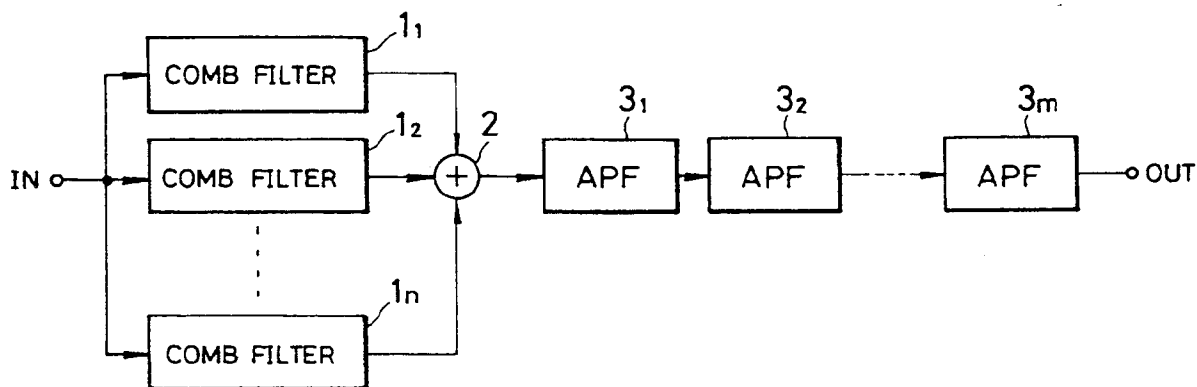 1₁
COMB FILTER
1₂
COMB FILTER
1n
COMB FILTER
IN
2
+
3₁
APF
3₂
APF
3m
APF
OUT